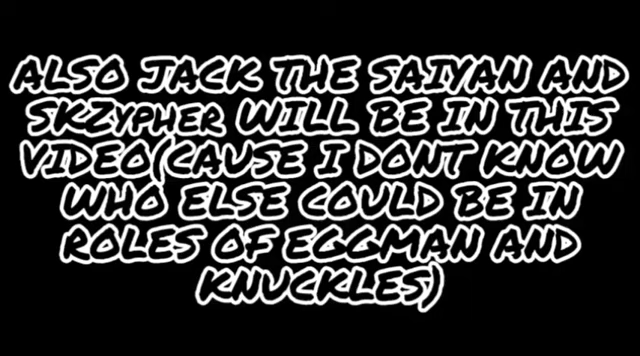 ALSO JACK THE SAIYAN AND
SKZypher WILL BE IN THIS
VIDEO(CAUSE I DONT KNOW
WHO ELSE COULD BE IN
ROLES OF EGGMAN AND
KNUCKLES)